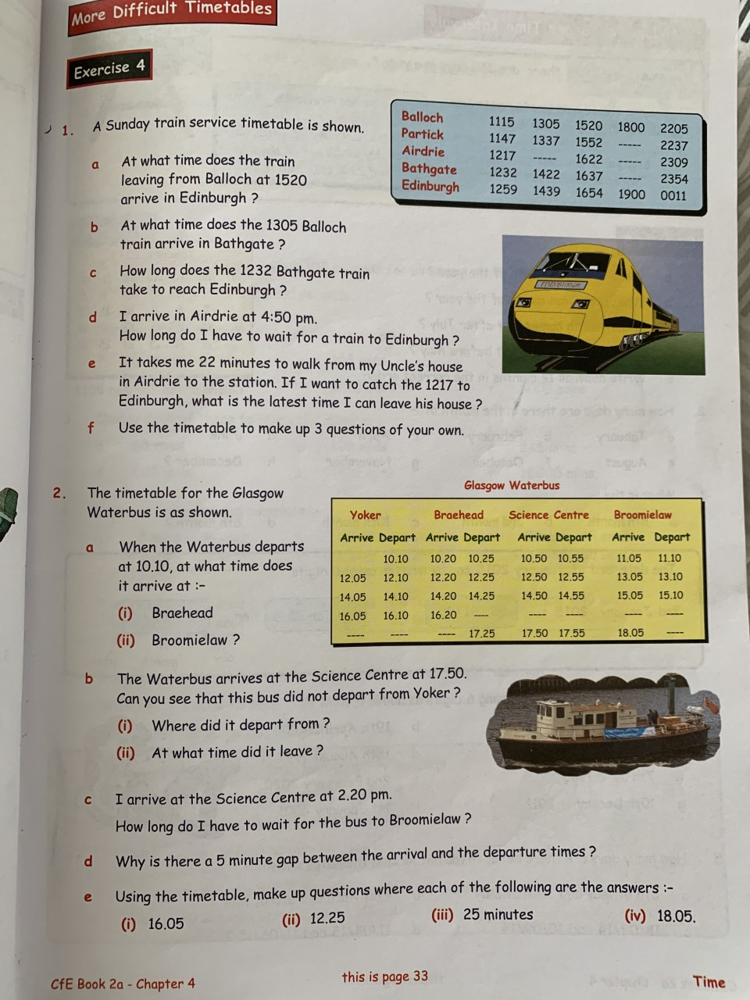 More Difficult Timetables
Exercise 4
1. A Sunday train service timetable is shown.
Balloch 1115 1305 1520 1800 2205
Partick 1147 1337 1552 ----- 2237
Airdrie 1217 ----- 1622 ----- 2309
Bathgate 1232 1422 1637 ----- 2354
Edinburgh 1259 1439 1654 1900 0011
a At what time does the train
leaving from Balloch at 1520
arrive in Edinburgh ?
b At what time does the 1305 Balloch
train arrive in Bathgate ?
c How long does the 1232 Bathgate train
take to reach Edinburgh ?
EDINBURGH
d I arrive in Airdrie at 4:50 pm.
How long do I have to wait for a train to Edinburgh ?
e It takes me 22 minutes to walk from my Uncle's house
in Airdrie to the station. If I want to catch the 1217 to
Edinburgh, what is the latest time I can leave his house ?
f Use the timetable to make up 3 questions of your own.
2. The timetable for the Glasgow
Waterbus is as shown.
Glasgow Waterbus
Yoker Braehead Science Centre Broomielaw
Arrive Depart Arrive Depart Arrive Depart Arrive Depart
10.10 10.20 10.25 10.50 10.55 11.05 11.10
12.05 12.10 12.20 12.25 12.50 12.55 13.05 13.10
14.05 14.10 14.20 14.25 14.50 14.55 15.05 15.10
16.05 16.10 16.20 ---- ---- ---- ---- ----
---- ---- ---- 17.25 17.50 17.55 18.05 ----
a When the Waterbus departs
at 10.10, at what time does
it arrive at :-
(i) Braehead
(ii) Broomielaw ?
b The Waterbus arrives at the Science Centre at 17.50.
Can you see that this bus did not depart from Yoker ?
(i) Where did it depart from ?
(ii) At what time did it leave ?
c I arrive at the Science Centre at 2.20 pm.
How long do I have to wait for the bus to Broomielaw ?
d Why is there a 5 minute gap between the arrival and the departure times ?
e Using the timetable, make up questions where each of the following are the answers :-
(i) 16.05 (ii) 12.25 (iii) 25 minutes (iv) 18.05.
CfE Book 2a - Chapter 4 this is page 33 Time